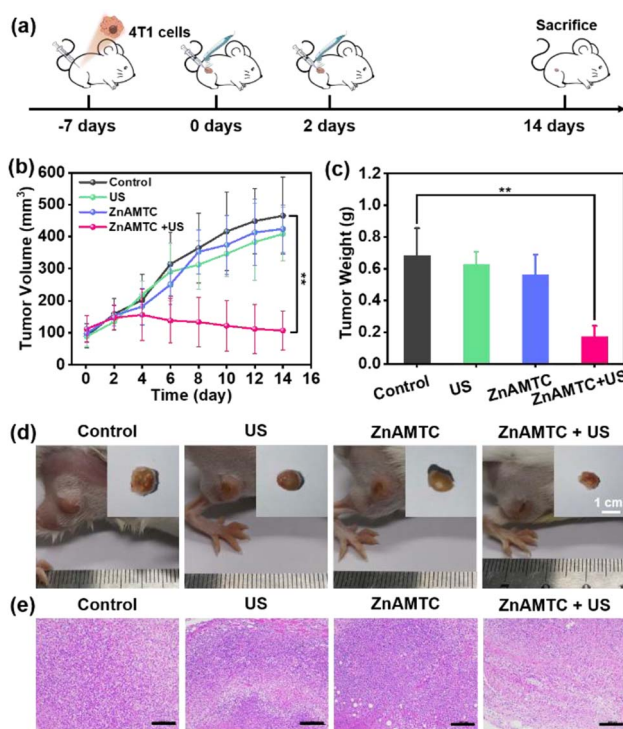 (a)
4T1 cells
Sacrifice
-7 days
0 days
2 days
14 days
(b)
600
500
400
300
200
100
0
Tumor Volume (mm³)
Control
US
ZnAMTC
ZnAMTC +US
**
0 2 4 6 8 10 12 14 16
Time (day)
(c)
1.2
1.0
0.8
0.6
0.4
0.2
0.0
Tumor Weight (g)
**
Control
US
ZnAMTC
ZnAMTC+US
(d)
Control
US
ZnAMTC
ZnAMTC + US
1 cm
(e)
Control
US
ZnAMTC
ZnAMTC + US